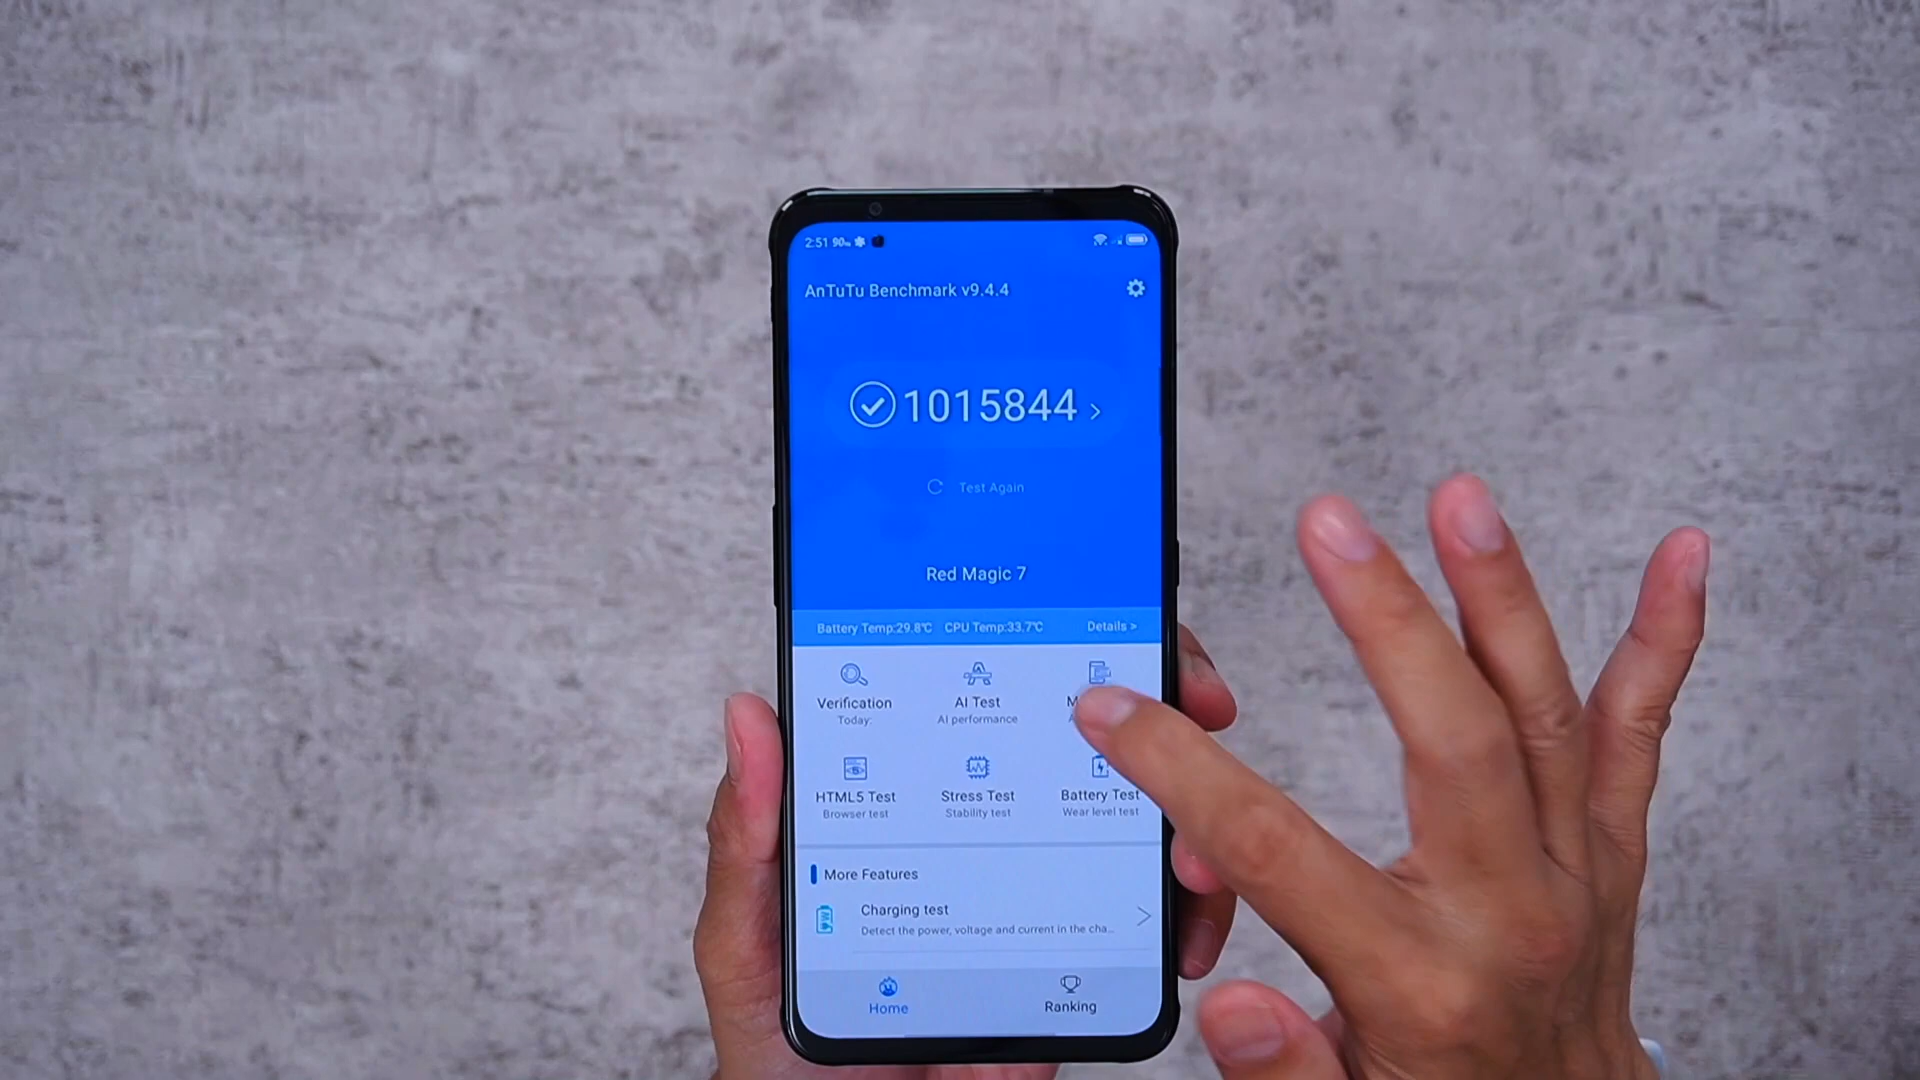 2:51 90
AnTuTu Benchmark v9.4.4
1015844 >
Test Again
Red Magic 7
Battery Temp:29.8℃ CPU Temp:33.7℃ Details >
Verification AI Test
Today: AI performance
HTML5 Test Stress Test Battery Test
Browser test Stability test Wear level test
More Features
Charging test
Detect the power, voltage and current in the cha...
Home Ranking